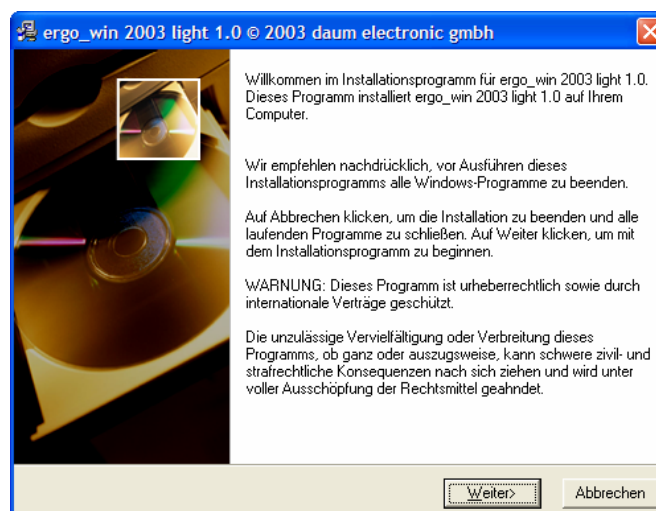 ergo_win 2003 light 1.0 © 2003 daum electronic gmbh
Willkommen im Installationsprogramm für ergo_win 2003 light 1.0.
Dieses Programm installiert ergo_win 2003 light 1.0 auf Ihrem
Computer.
Wir empfehlen nachdrücklich, vor Ausführen dieses
Installationsprogramms alle Windows-Programme zu beenden.
Auf Abbrechen klicken, um die Installation zu beenden und alle
laufenden Programme zu schließen. Auf Weiter klicken, um mit
dem Installationsprogramm zu beginnen.
WARNUNG: Dieses Programm ist urheberrechtlich sowie durch
internationale Verträge geschützt.
Die unzulässige Vervielfältigung oder Verbreitung dieses
Programms, ob ganz oder auszugsweise, kann schwere zivil- und
strafrechtliche Konsequenzen nach sich ziehen und wird unter
voller Ausschöpfung der Rechtsmittel geahndet.
Weiter> Abbrechen